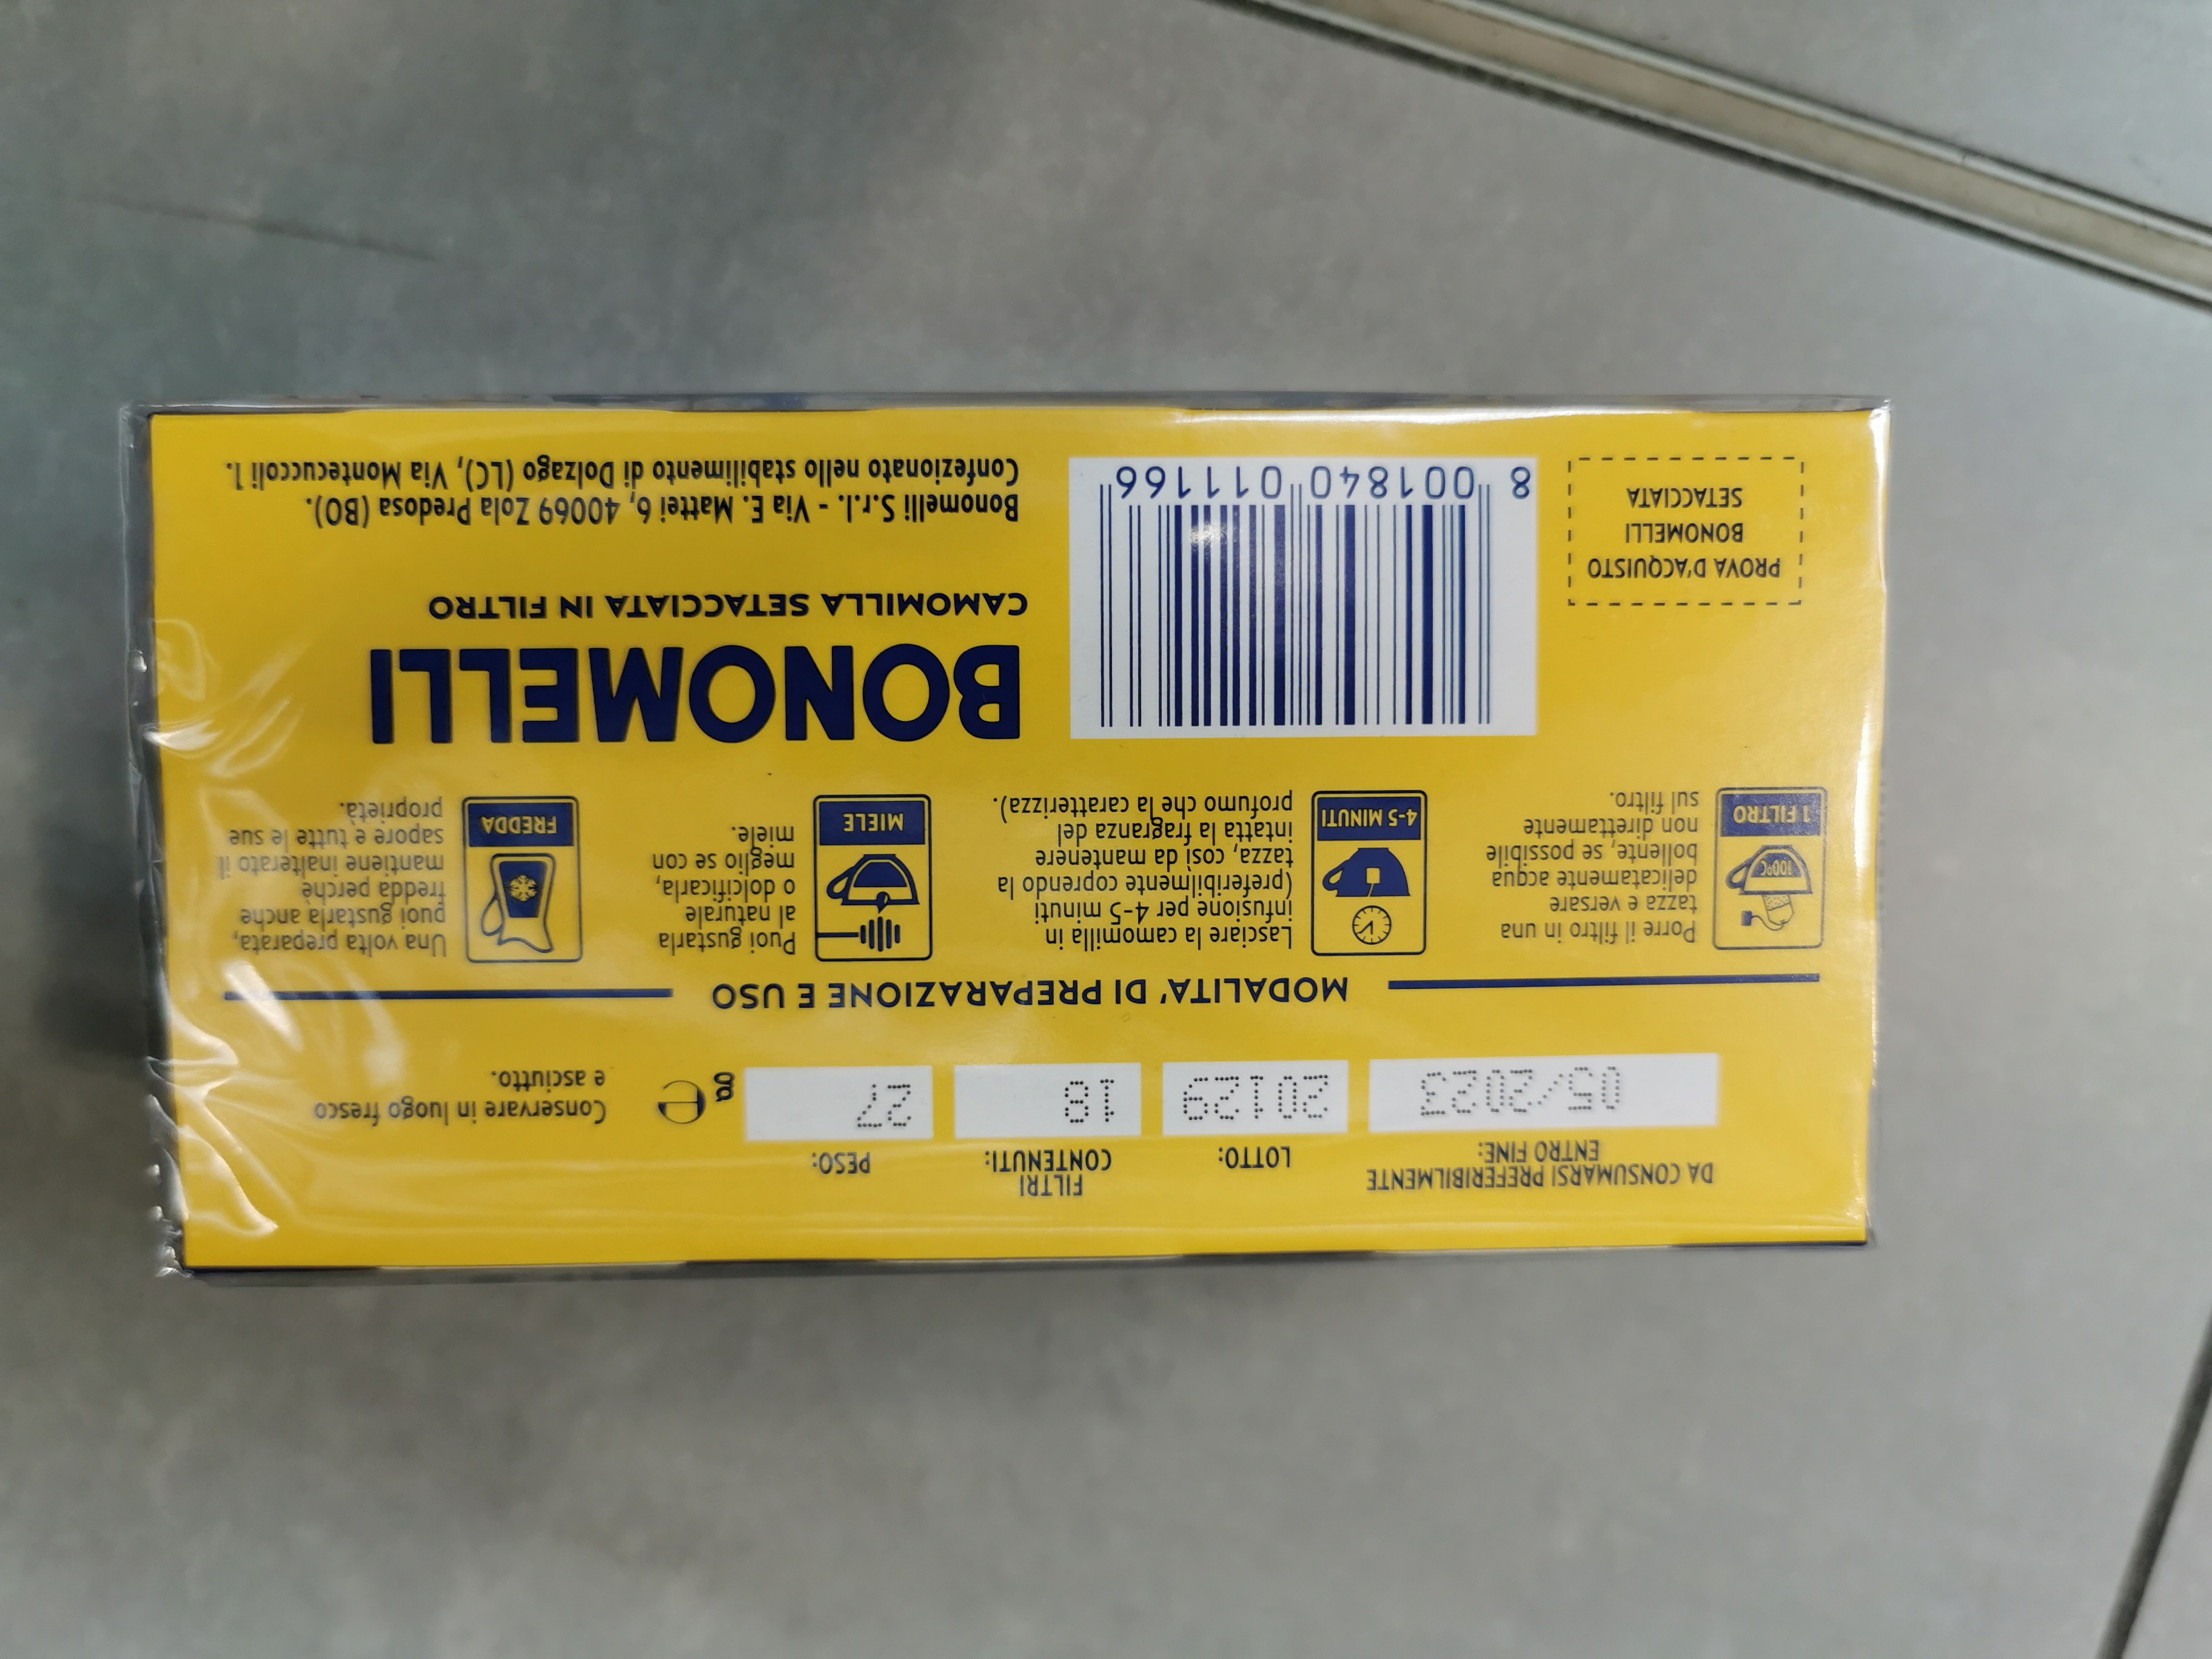 DA CONSUMARSI PREFERIBILMENTE
ENTRO FINE:
05/2023
LOTTO:
20129
FILTRI
CONTENUTI:
18
PESO:
27
g
e
Conservare in luogo fresco
e asciutto.
MODALITA' DI PREPARAZIONE E USO
100°C
1 FILTRO
Porre il filtro in una
tazza e versare
delicatamente acqua
bollente, se possibile
non direttamente
sul filtro.
4-5 MINUTI
Lasciare la camomilla in
infusione per 4-5 minuti
(preferibilmente coprendo la
tazza, così da mantenere
intatta la fragranza del
profumo che la caratterizza).
MIELE
Puoi gustarla
al naturale
o dolcificarla,
meglio se con
miele.
FREDDA
Una volta preparata,
puoi gustarla anche
fredda perchè
mantiene inalterato il
sapore e tutte le sue
proprietà.
PROVA D'ACQUISTO
BONOMELLI
SETACCIATA
8 001840 011166
BONOMELLI
CAMOMILLA SETACCIATA IN FILTRO
Bonomelli S.r.l. - Via E. Mattei 6, 40069 Zola Predosa (BO).
Confezionato nello stabilimento di Dolzago (LC), Via Montecuccoli 1.